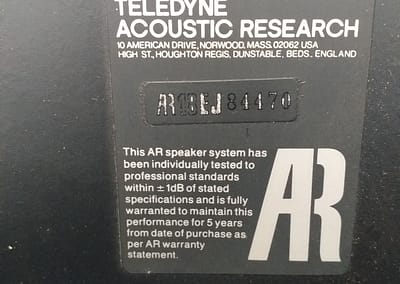 TELEDYNE
ACOUSTIC RESEARCH
10 AMERICAN DRIVE, NORWOOD, MASS. 02062 USA
HIGH ST., HOUGHTON REGIS, DUNSTABLE, BEDS., ENGLAND
AR18EJ 84470
This AR speaker system has
been individually tested to
professional standards
within ±1dB of stated
specifications and is fully
warranted to maintain this
performance for 5 years
from date of purchase as
per AR warranty
statement.
AR